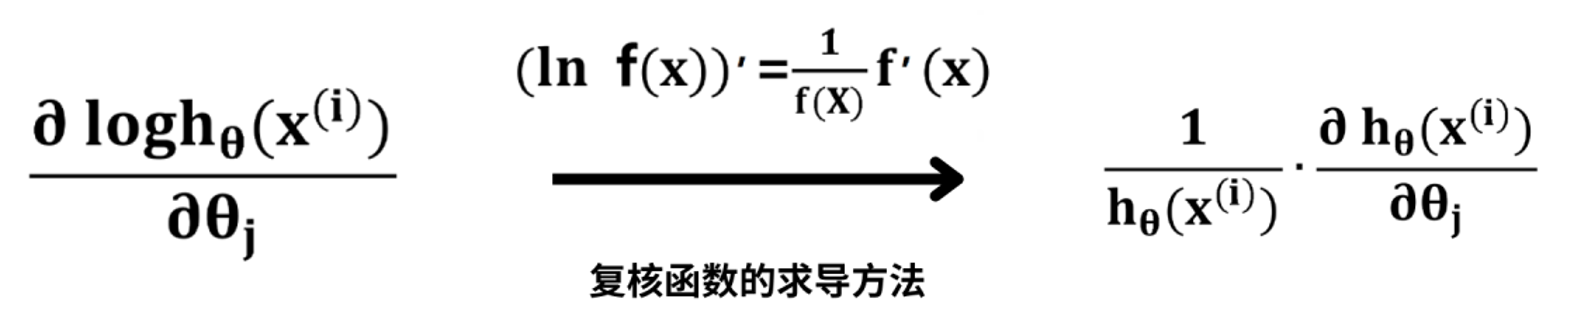 ∂ logh_θ(x^(i)) / ∂θ_j
(ln f(x))′=1/f(X) f′(x)
复核函数的求导方法
1/h_θ(x^(i)) · ∂ h_θ(x^(i)) / ∂θ_j